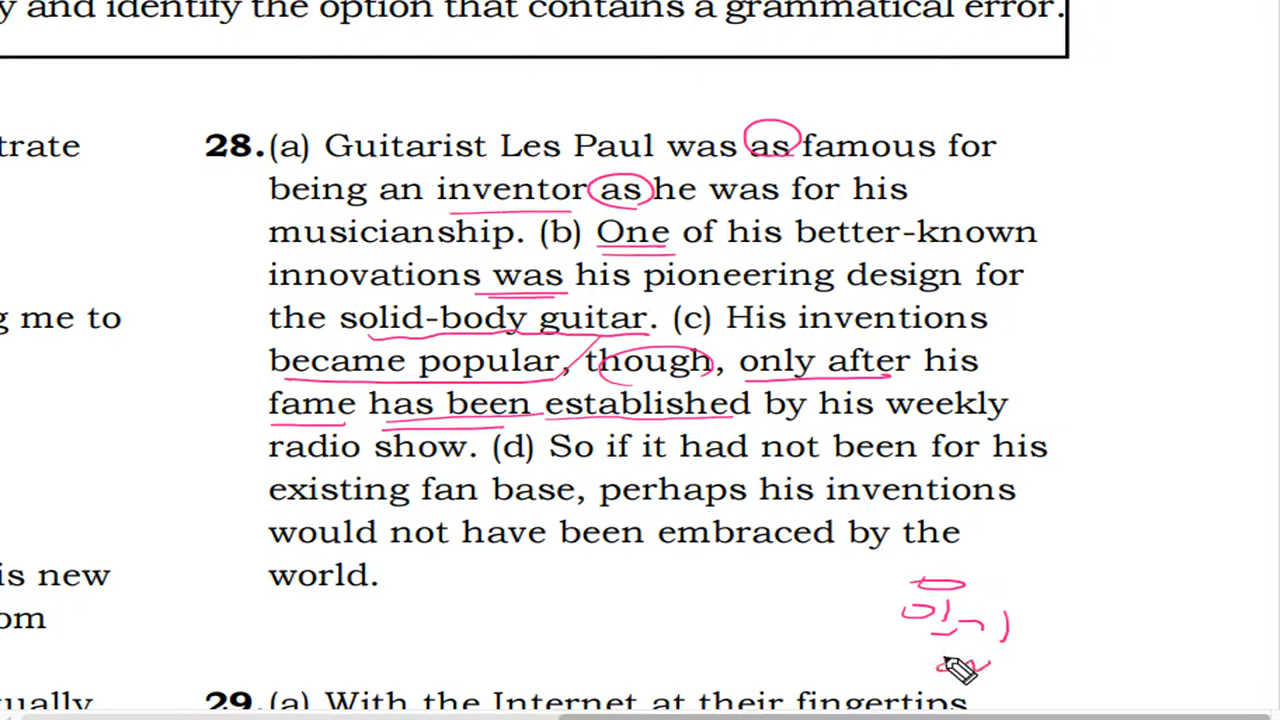 y and identify the option that contains a grammatical error.
trate
28. (a) Guitarist Les Paul was as famous for
being an inventor as he was for his
musicianship. (b) One of his better-known
innovations was his pioneering design for
g me to
the solid-body guitar. (c) His inventions
became popular, though, only after his
fame has been established by his weekly
radio show. (d) So if it had not been for his
existing fan base, perhaps his inventions
would not have been embraced by the
is new
world.
om
tually
29. (a) With the Internet at their fingertips